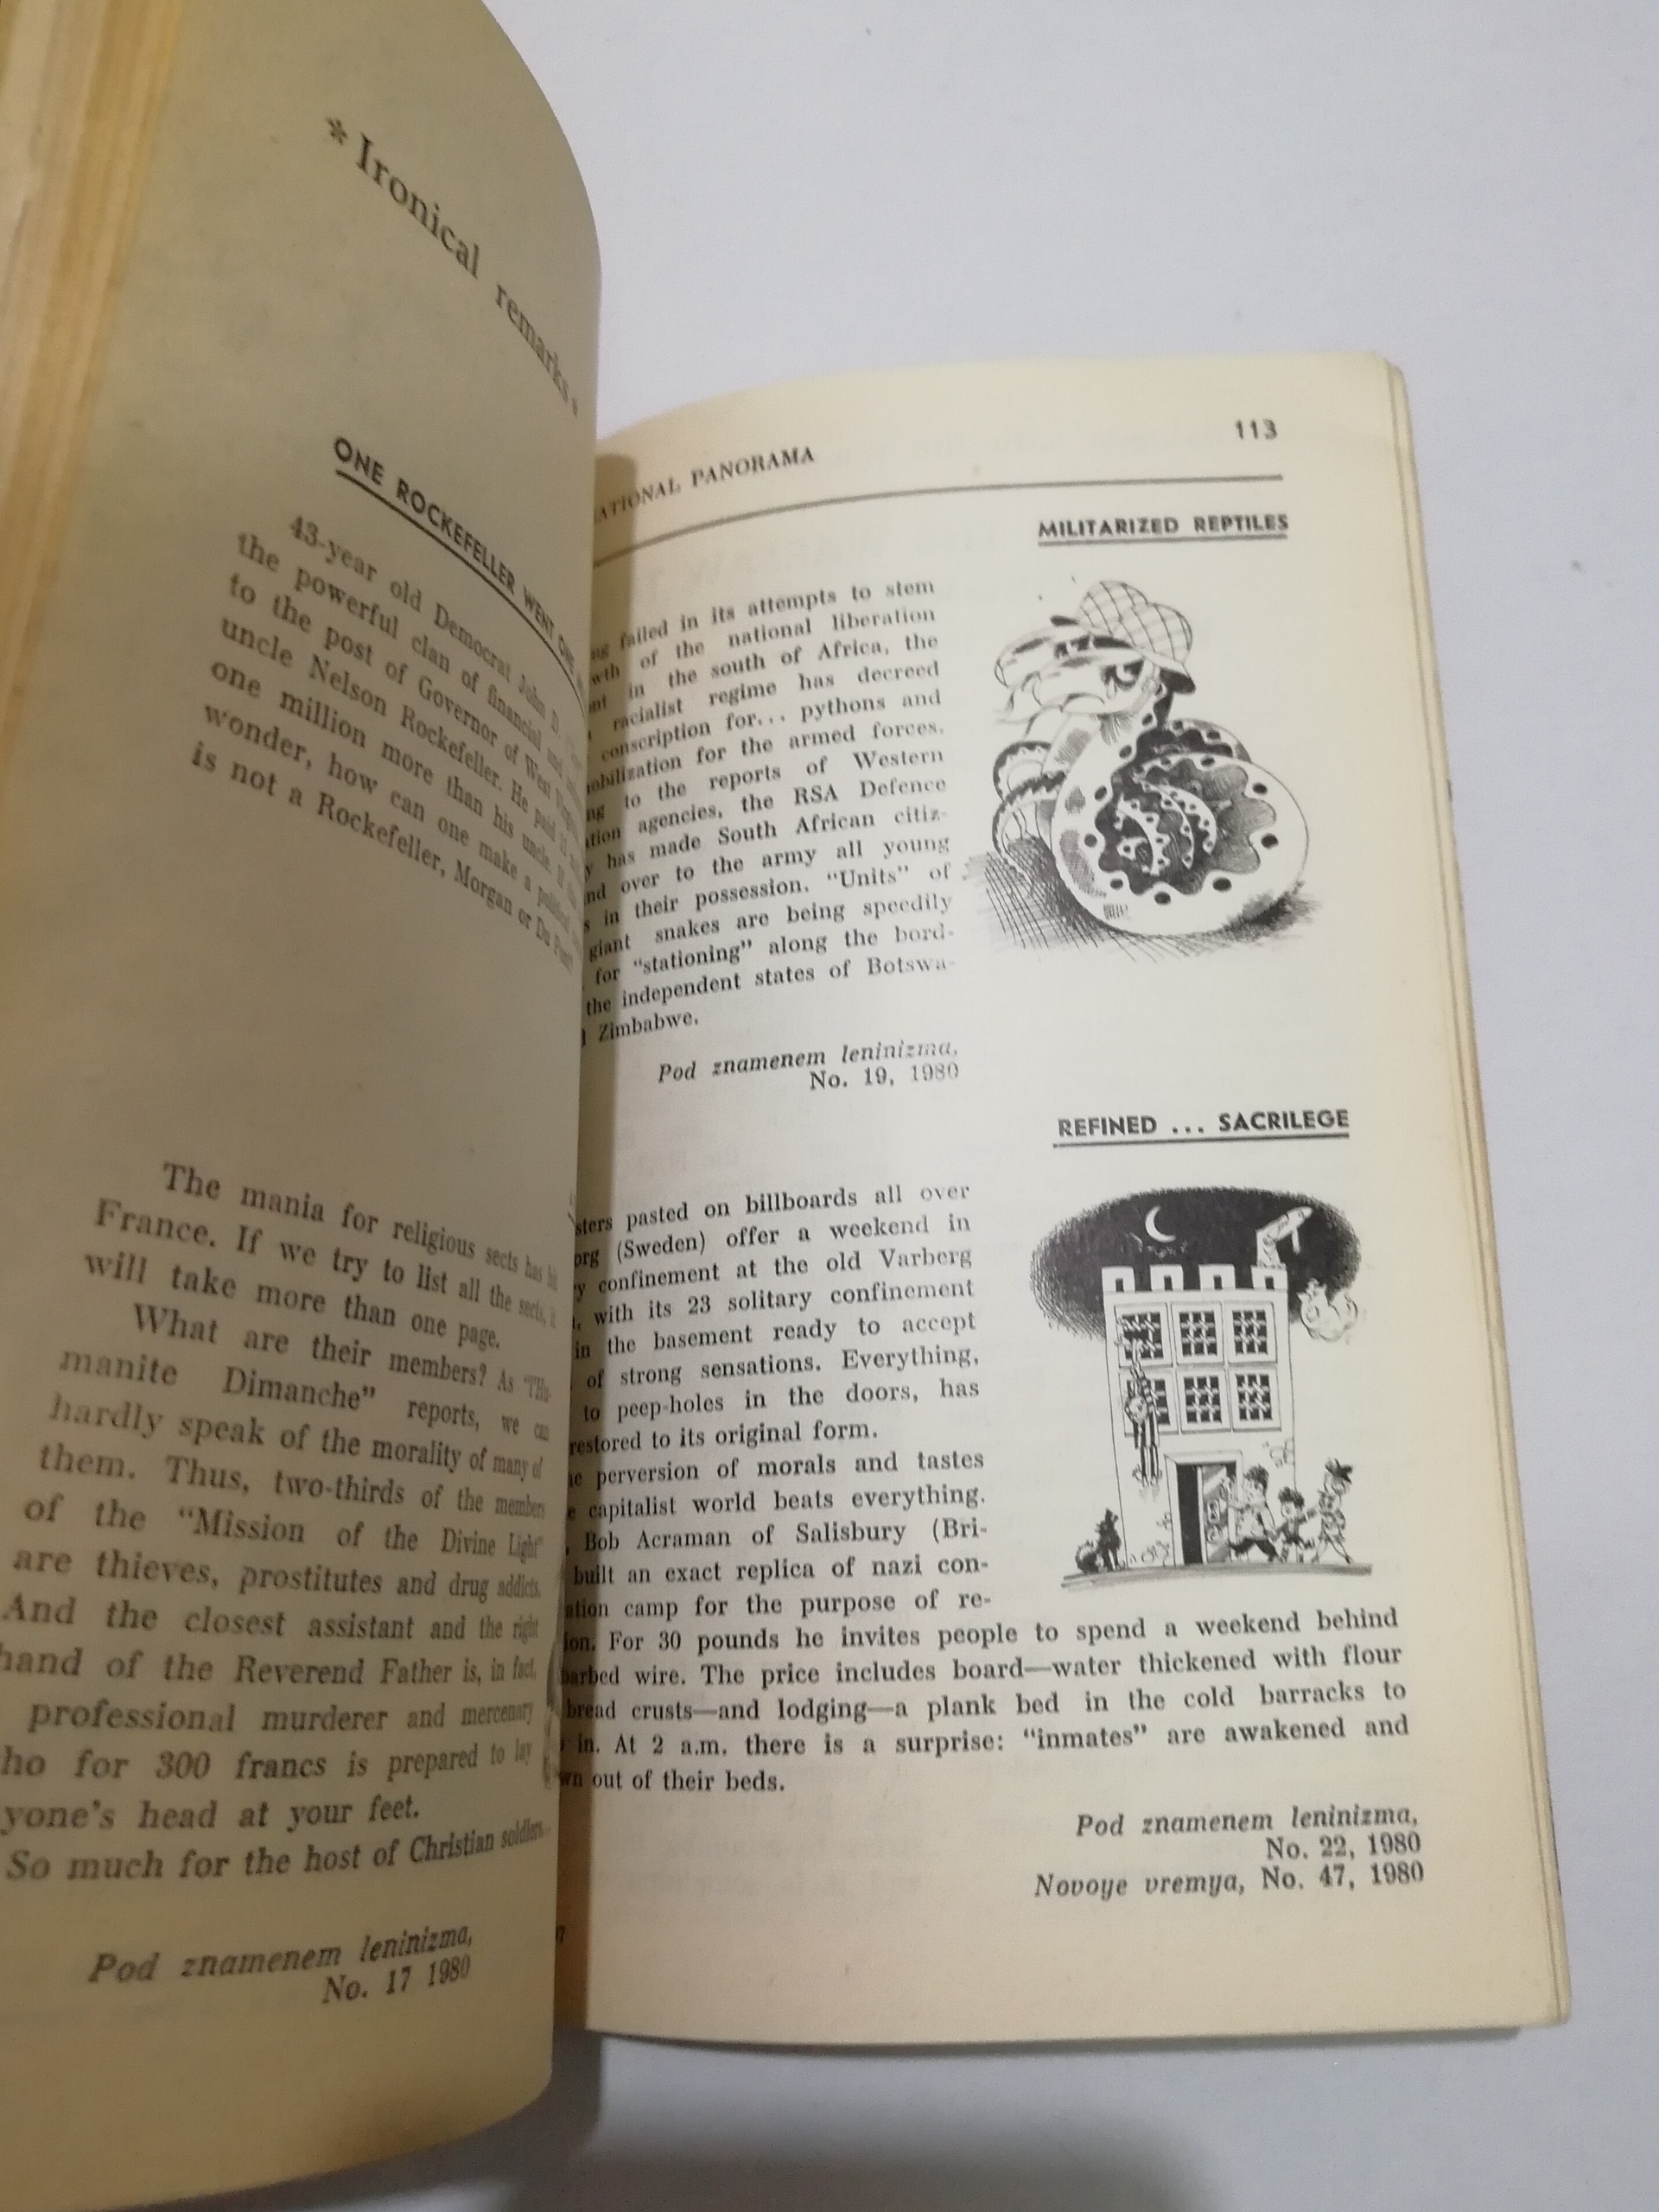 * Ironical remarks *
ONE ROCKEFELLER WENT ONE
43-year old Democrat John D.
the powerful clan of financial and
to the post of Governor of West
uncle Nelson Rockefeller. He paid
one million more than his uncle. If
wonder, how can one make a political
is not a Rockefeller, Morgan or Du Pont
The mania for religious sects has hit
France. If we try to list all the sects, it
will take more than one page.
What are their members? As "l'Hu-
manite Dimanche" reports, we can
hardly speak of the morality of many of
them. Thus, two-thirds of the members
of the "Mission of the Divine Light"
are thieves, prostitutes and drug addicts.
And the closest assistant and the right
hand of the Reverend Father is, in fact,
professional murderer and mercenary
ho for 300 francs is prepared to lay
yone's head at your feet.
So much for the host of Christian soldiers
Pod znamenem leninizma,
No. 17 1980
ATIONAL PANORAMA
113
MILITARIZED REPTILES
ng failed in its attempts to stem
wth of the national liberation
nt in the south of Africa, the
racialist regime has decreed
conscription for... pythons and
obilization for the armed forces.
ng to the reports of Western
ation agencies, the RSA Defence
y has made South African citiz-
nd over to the army all young
s in their possession. "Units" of
giant snakes are being speedily
for "stationing" along the bord-
the independent states of Botswa-
Zimbabwe.
Pod znamenem leninizma,
No. 19, 1980
REFINED ... SACRILEGE
sters pasted on billboards all over
org (Sweden) offer a weekend in
y confinement at the old Varberg
, with its 23 solitary confinement
in the basement ready to accept
of strong sensations. Everything,
to peep-holes in the doors, has
restored to its original form.
e perversion of morals and tastes
e capitalist world beats everything.
. Bob Acraman of Salisbury (Bri-
built an exact replica of nazi con-
ation camp for the purpose of re-
ion. For 30 pounds he invites people to spend a weekend behind
barbed wire. The price includes board—water thickened with flour
bread crusts—and lodging—a plank bed in the cold barracks to
in. At 2 a.m. there is a surprise: "inmates" are awakened and
wn out of their beds.
Pod znamenem leninizma,
No. 22, 1980
Novoye vremya, No. 47, 1980